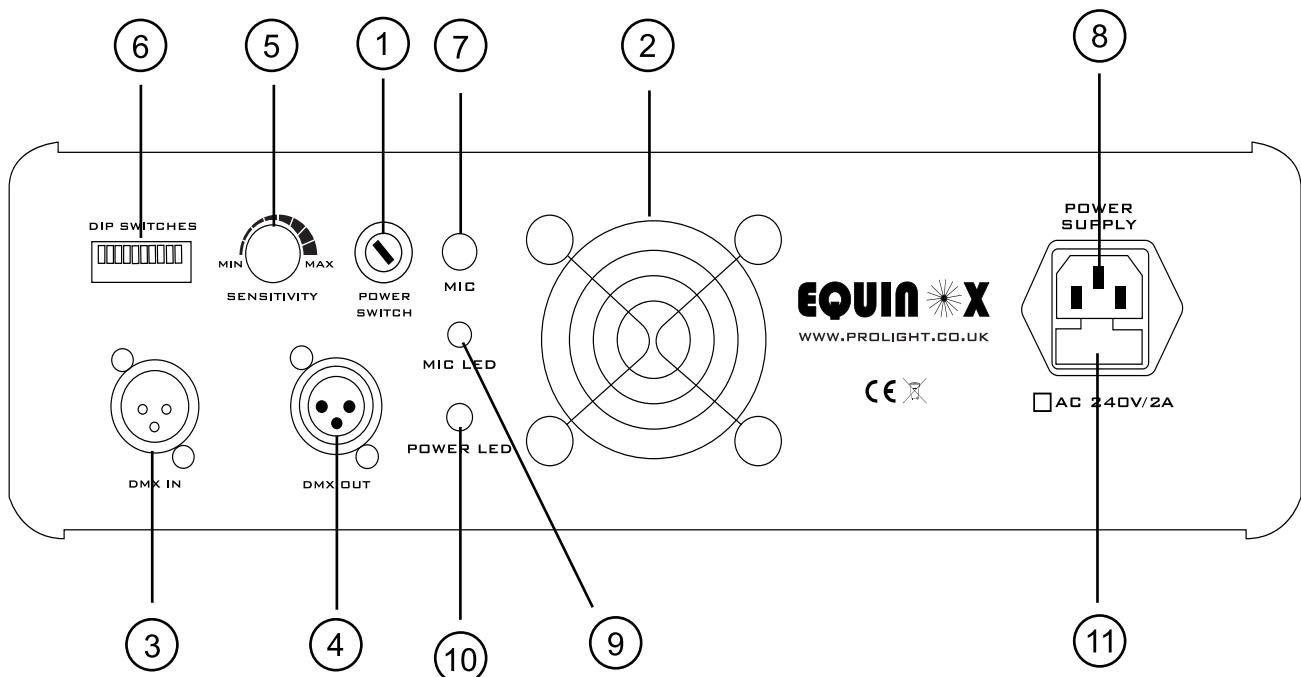 6
5
1
7
2
8
DIP SWITCHES
MIN
MAX
SENSITIVITY
POWER
SWITCH
MIC
MIC LED
POWER LED
DMX IN
DMX OUT
EQUINOX
WWW.PROLIGHT.CO.UK
CE
POWER
SUPPLY
AC 240V/2A
3
4
10
9
11